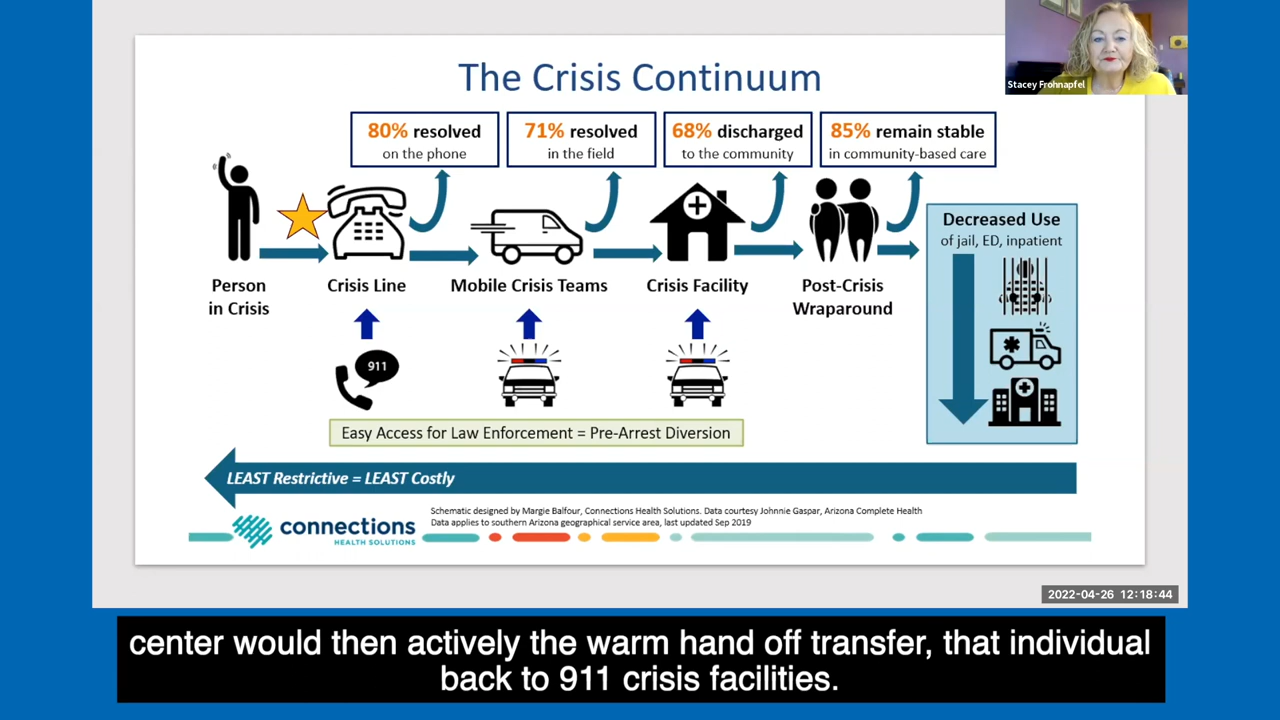 The Crisis Continuum
Stacey Frohnapfel
80% resolved
on the phone
71% resolved
in the field
68% discharged
to the community
85% remain stable
in community-based care
Person
in Crisis
Crisis Line
Mobile Crisis Teams
Crisis Facility
Post-Crisis
Wraparound
Decreased Use
of jail, ED, inpatient
911
Easy Access for Law Enforcement = Pre-Arrest Diversion
LEAST Restrictive = LEAST Costly
connections
HEALTH SOLUTIONS
Schematic designed by Margie Balfour, Connections Health Solutions. Data courtesy Johnnie Gaspar, Arizona Complete Health
Data applies to southern Arizona geographical service area, last updated Sep 2019
2022-04-26 12:18:44
center would then actively the warm hand off transfer, that individual
back to 911 crisis facilities.